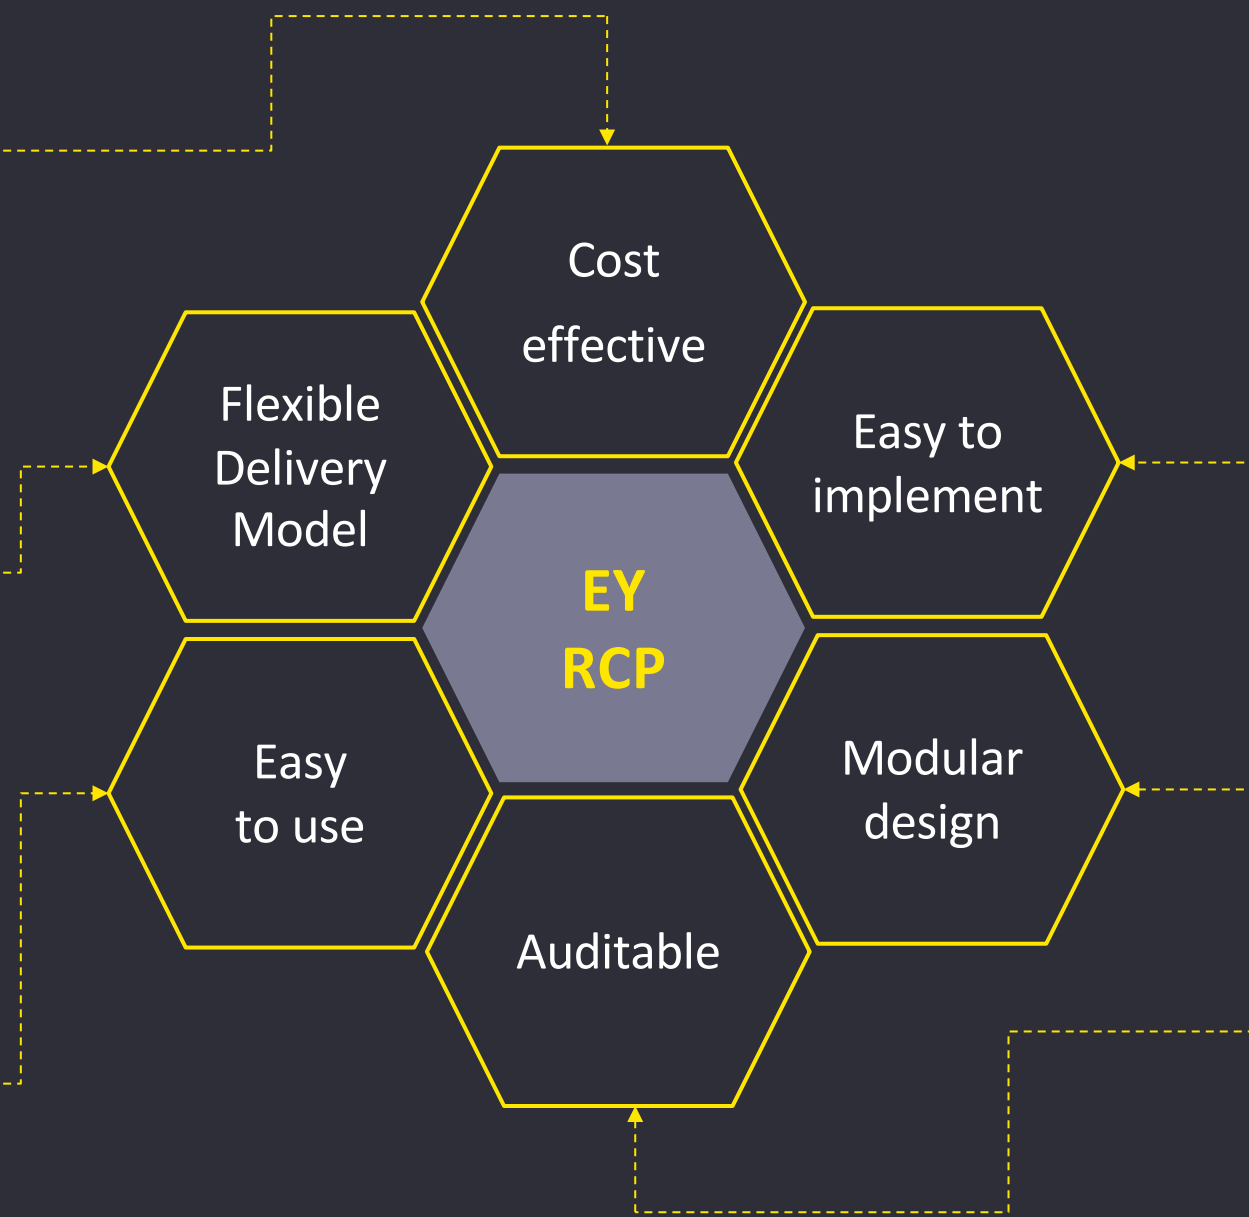 Cost
effective
Flexible
Delivery
Model
Easy to
implement
EY
RCP
Easy
to use
Modular
design
Auditable